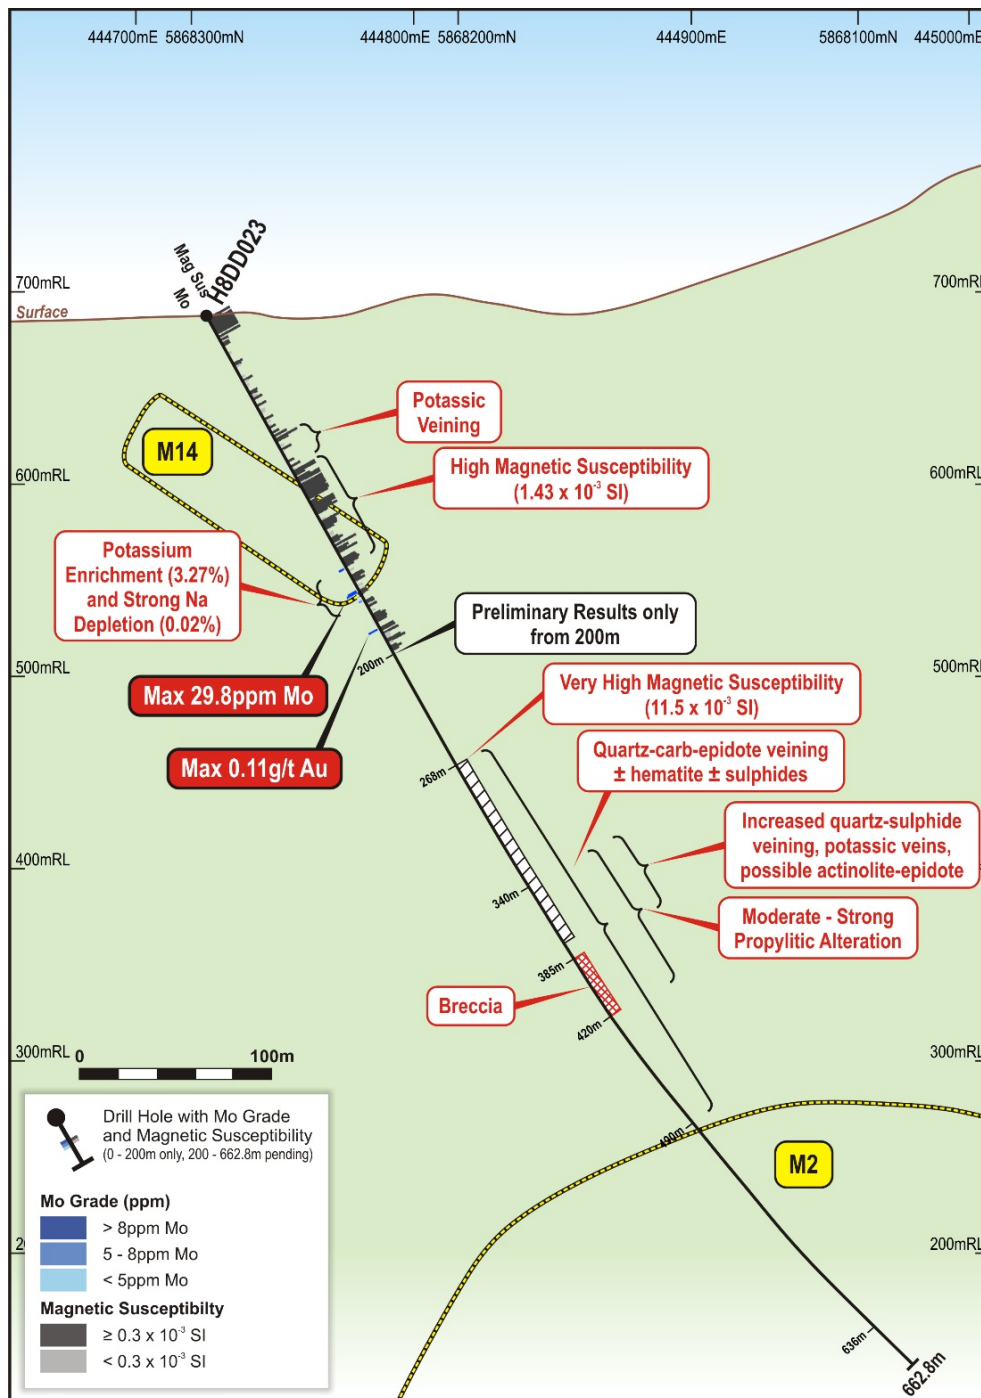 444700mE 5868300mN 444800mE 5868200mN 444900mE 5868100mN 445000mE
H8DD023
Mag Sus
Mo
700mRL 700mRL
Surface
Potassic
Veining
M14
High Magnetic Susceptibility
(1.43 x 10⁻³ SI)
600mRL 600mRL
Potassium
Enrichment (3.27%)
and Strong Na
Depletion (0.02%)
Preliminary Results only
from 200m
200m
500mRL 500mRL
Max 29.8ppm Mo
Very High Magnetic Susceptibility
(11.5 x 10⁻³ SI)
Max 0.11g/t Au
268m
Quartz-carb-epidote veining
± hematite ± sulphides
Increased quartz-sulphide
veining, potassic veins,
possible actinolite-epidote
400mRL 400mRL
340m
Moderate - Strong
Propylitic Alteration
385m
Breccia
420m
300mRL 300mRL
0 100m
490m
M2
Drill Hole with Mo Grade
and Magnetic Susceptibility
(0 - 200m only, 200 - 662.8m pending)
Mo Grade (ppm)
> 8ppm Mo
5 - 8ppm Mo
< 5ppm Mo
Magnetic Susceptibilty
≥ 0.3 x 10⁻³ SI
< 0.3 x 10⁻³ SI
200mRL
636m
662.8m